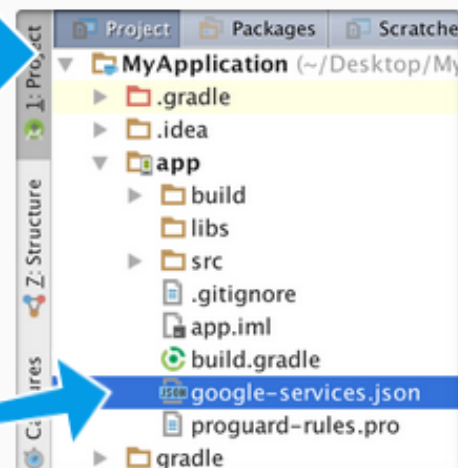 Project Packages Scratche
1: Project
MyApplication (~/Desktop/My
.gradle
.idea
app
build
Z: Structure
libs
src
.gitignore
app.iml
build.gradle
google-services.json
proguard-rules.pro
gradle